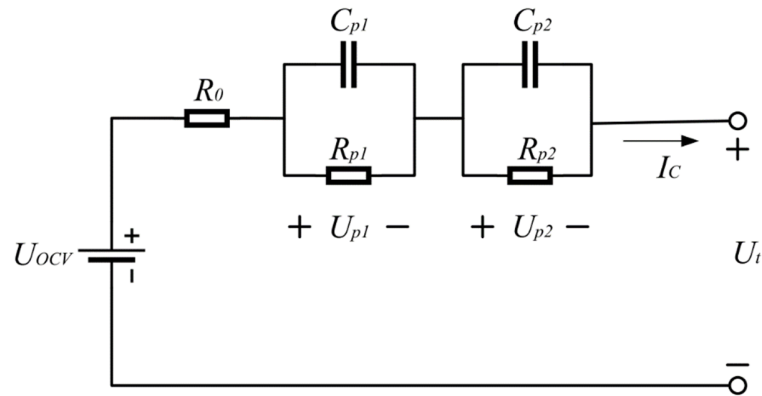 Cp1
Cp2
R0
Rp1
Rp2
+
IC
+ Up1 −
+ Up2 −
+
UOCV
−
Ut
−